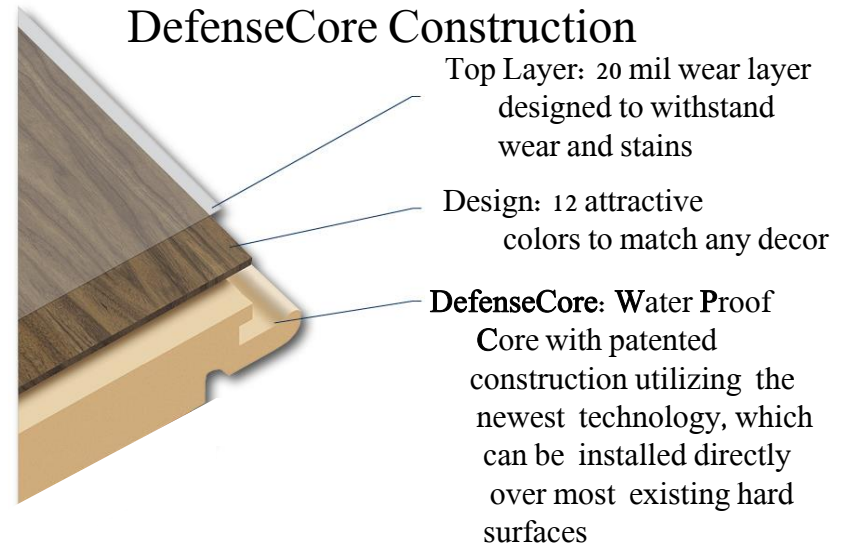 DefenseCore Construction
Top Layer: 20 mil wear layer
designed to withstand
wear and stains
Design: 12 attractive
colors to match any decor
DefenseCore: Water Proof
Core with patented
construction utilizing the
newest technology, which
can be installed directly
over most existing hard
surfaces